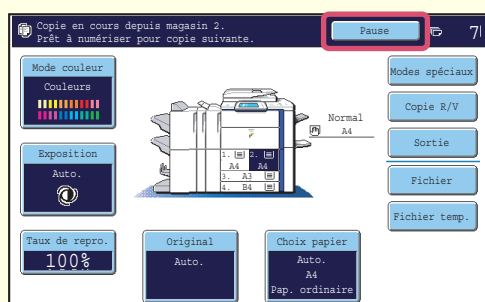 Copie en cours depuis magasin 2.
Prêt à numériser pour copie suivante.
Pause
7
Mode couleur
Couleurs
Exposition
Auto.
Taux de repro.
100%
Original
Auto.
Choix papier
Auto.
A4
Pap. ordinaire
Normal
A4
1. 2.
A4 A4
3. A3
4. B4
Modes spéciaux
Copie R/V
Sortie
Fichier
Fichier temp.